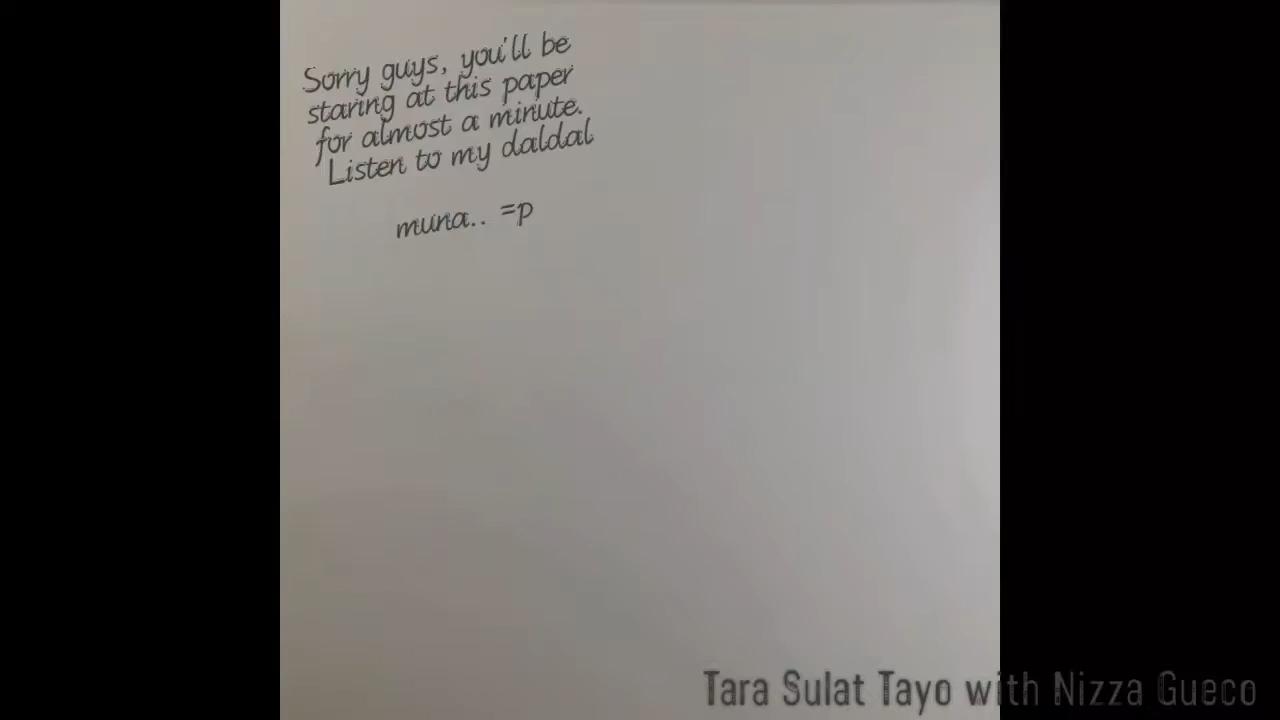 Sorry guys, you'll be
staring at this paper
for almost a minute.
Listen to my daldal
muna.. =p
Tara Sulat Tayo with Nizza Gueco